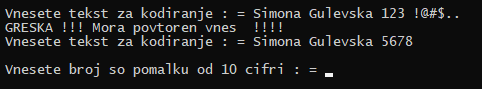 Vnesete tekst za kodiranje : = Simona Gulevska 123 !@#$..
GRESKA !!! Mora povtoren vnes  !!!!
Vnesete tekst za kodiranje : = Simona Gulevska 5678
Vnesete broj so pomalku od 10 cifri : = _